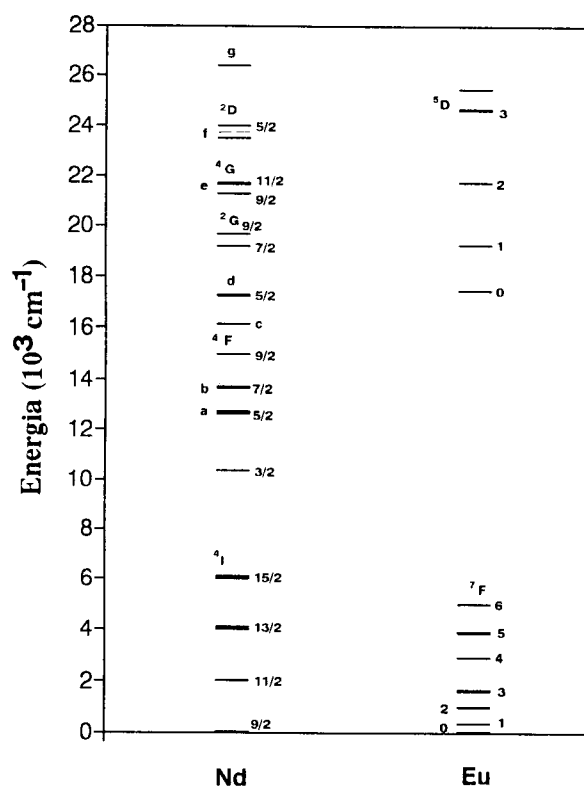 Energia (10³ cm⁻¹)
28
26
24
22
20
18
16
14
12
10
8
6
4
2
0
g
²D
f 5/2
⁴G
e 11/2
9/2
²G 9/2
7/2
d
5/2
c
⁴F
9/2
b 7/2
a 5/2
3/2
⁴I
15/2
13/2
11/2
9/2
⁵D
3
2
1
0
⁷F
6
5
4
3
2
1
0
Nd Eu